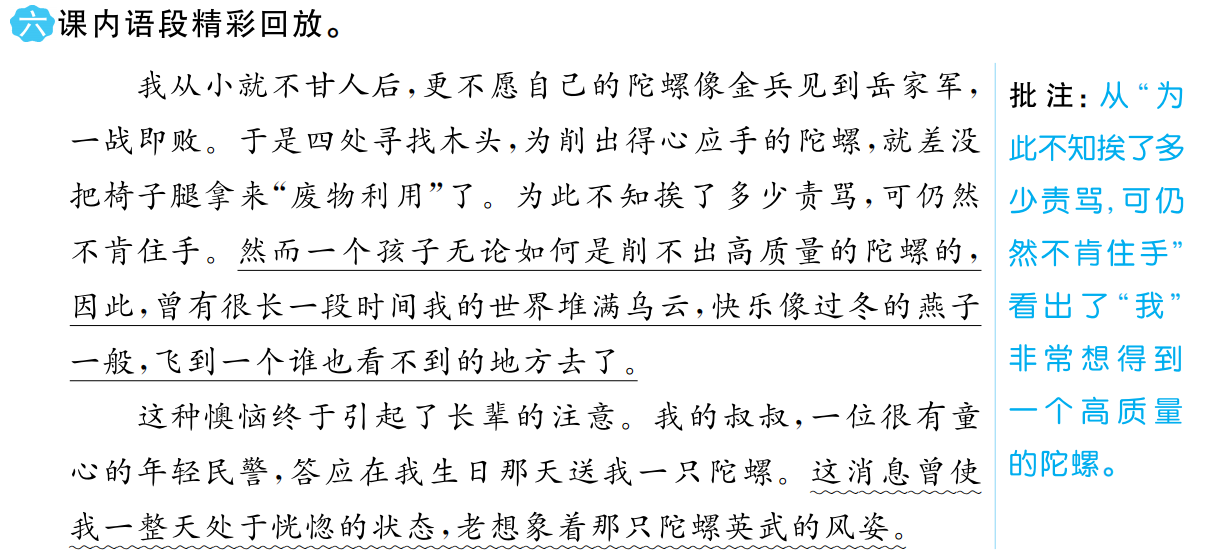 六 课内语段精彩回放。
我从小就不甘人后,更不愿自己的陀螺像金兵见到岳家军,
一战即败。于是四处寻找木头,为削出得心应手的陀螺,就差没
把椅子腿拿来“废物利用”了。为此不知挨了多少责骂,可仍然
不肯住手。然而一个孩子无论如何是削不出高质量的陀螺的,
因此,曾有很长一段时间我的世界堆满乌云,快乐像过冬的燕子
一般,飞到一个谁也看不到的地方去了。
这种懊恼终于引起了长辈的注意。我的叔叔,一位很有童
心的年轻民警,答应在我生日那天送我一只陀螺。这消息曾使
我一整天处于恍惚的状态,老想象着那只陀螺英武的风姿。
批注:从“为
此不知挨了多
少责骂,可仍
然不肯住手”
看出了“我”
非常想得到
一个高质量
的陀螺。